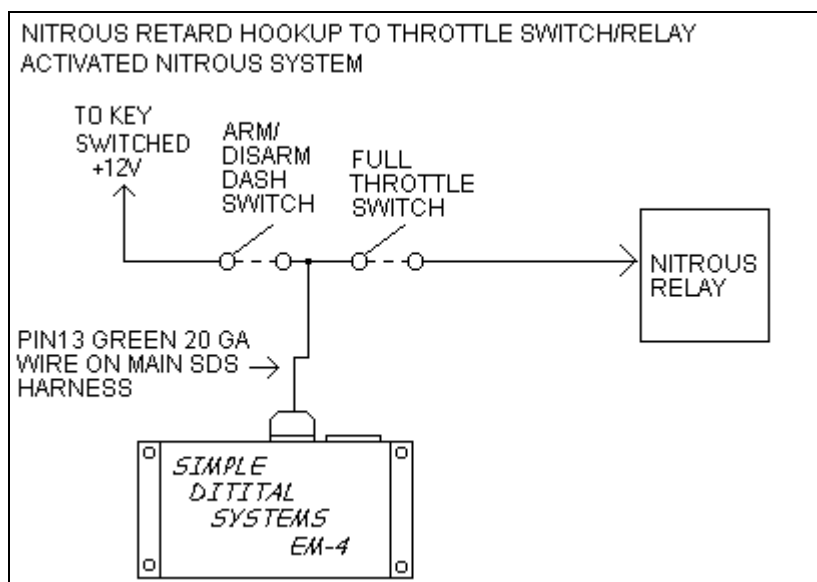 NITROUS RETARD HOOKUP TO THROTTLE SWITCH/RELAY
ACTIVATED NITROUS SYSTEM
TO KEY
SWITCHED
+12V
ARM/
DISARM
DASH
SWITCH
FULL
THROTTLE
SWITCH
NITROUS
RELAY
PIN13 GREEN 20 GA
WIRE ON MAIN SDS
HARNESS
SIMPLE
DITITAL
SYSTEMS
EM-4